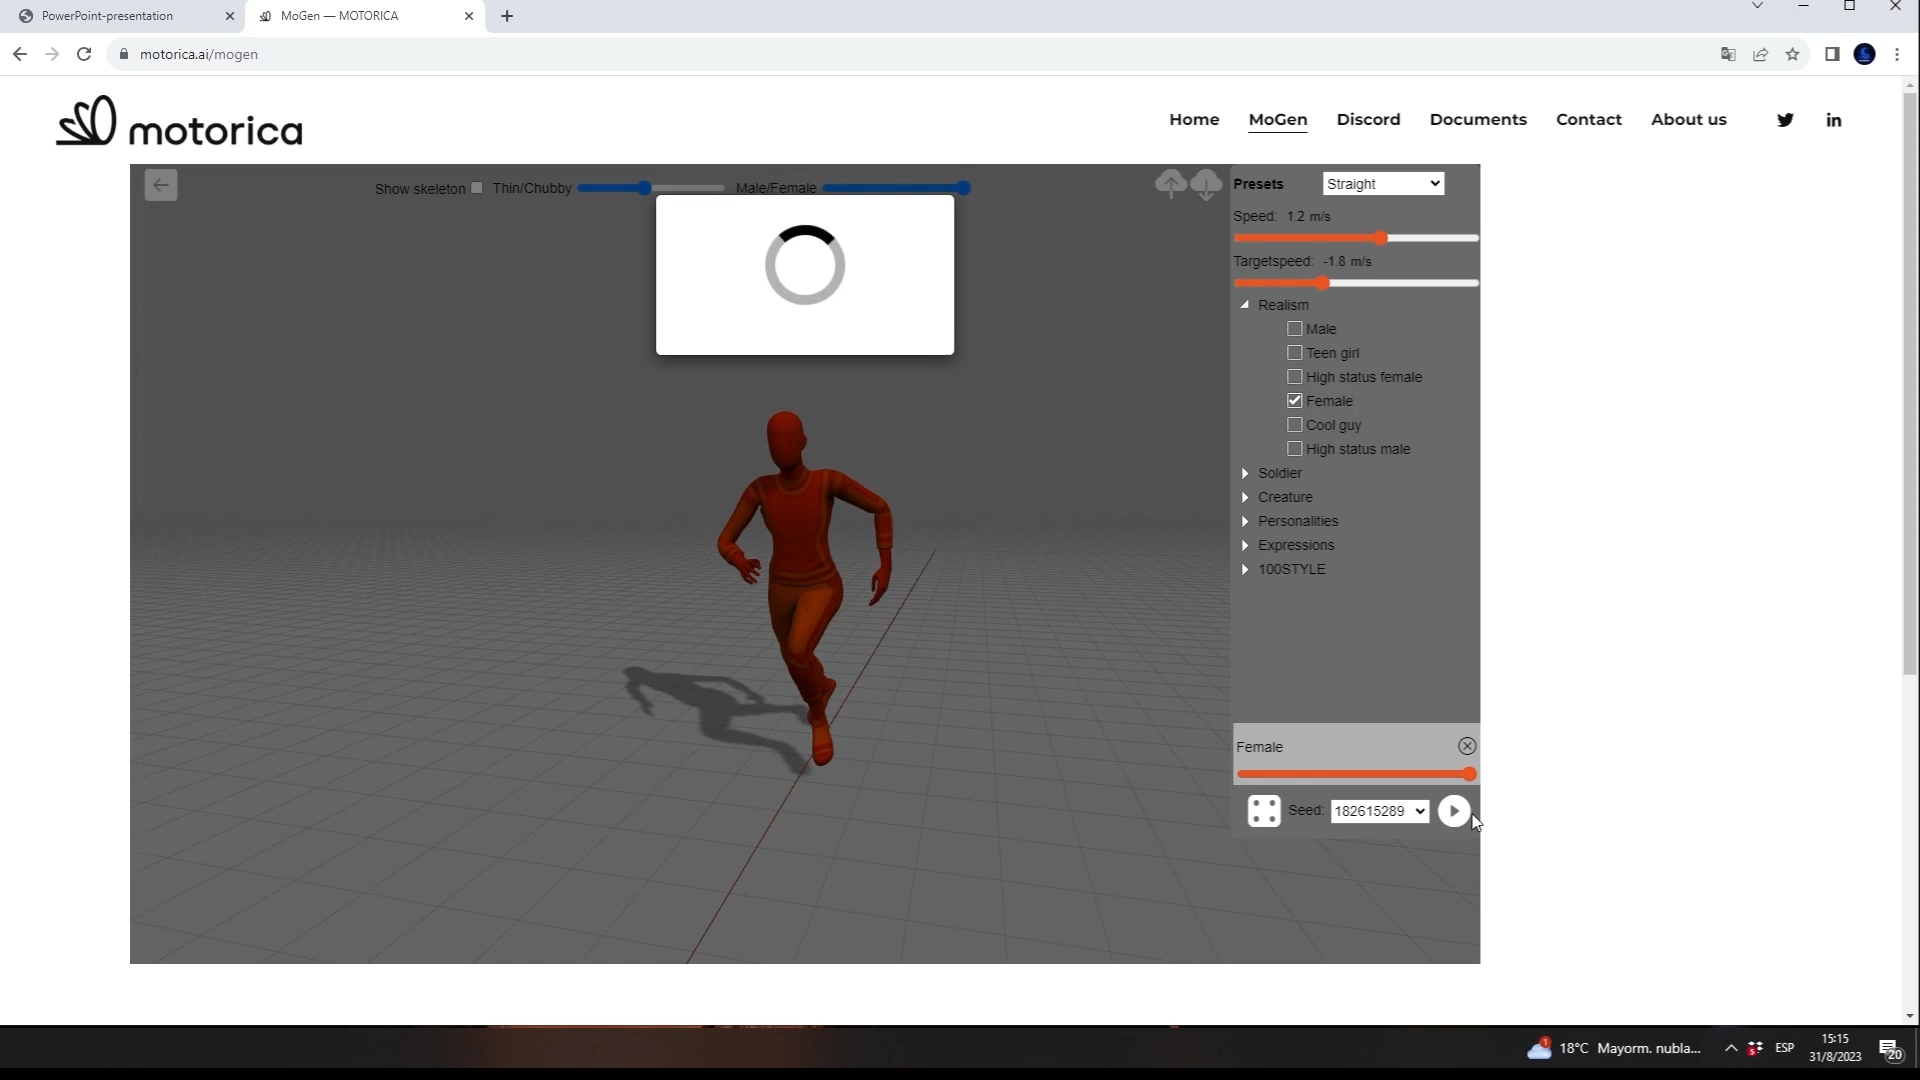 PowerPoint-presentation
MoGen — MOTORICA
motorica.ai/mogen
motorica
Home MoGen Discord Documents Contact About us
Show skeleton Thin/Chubby Male/Female
Presets Straight
Speed: 1.2 m/s
Targetspeed: -1.8 m/s
Realism
Male
Teen girl
High status female
Female
Cool guy
High status male
Soldier
Creature
Personalities
Expressions
100STYLE
Female
Seed: 182615289
1 18°C Mayorm. nubla... ESP 15:15
31/8/2023
20